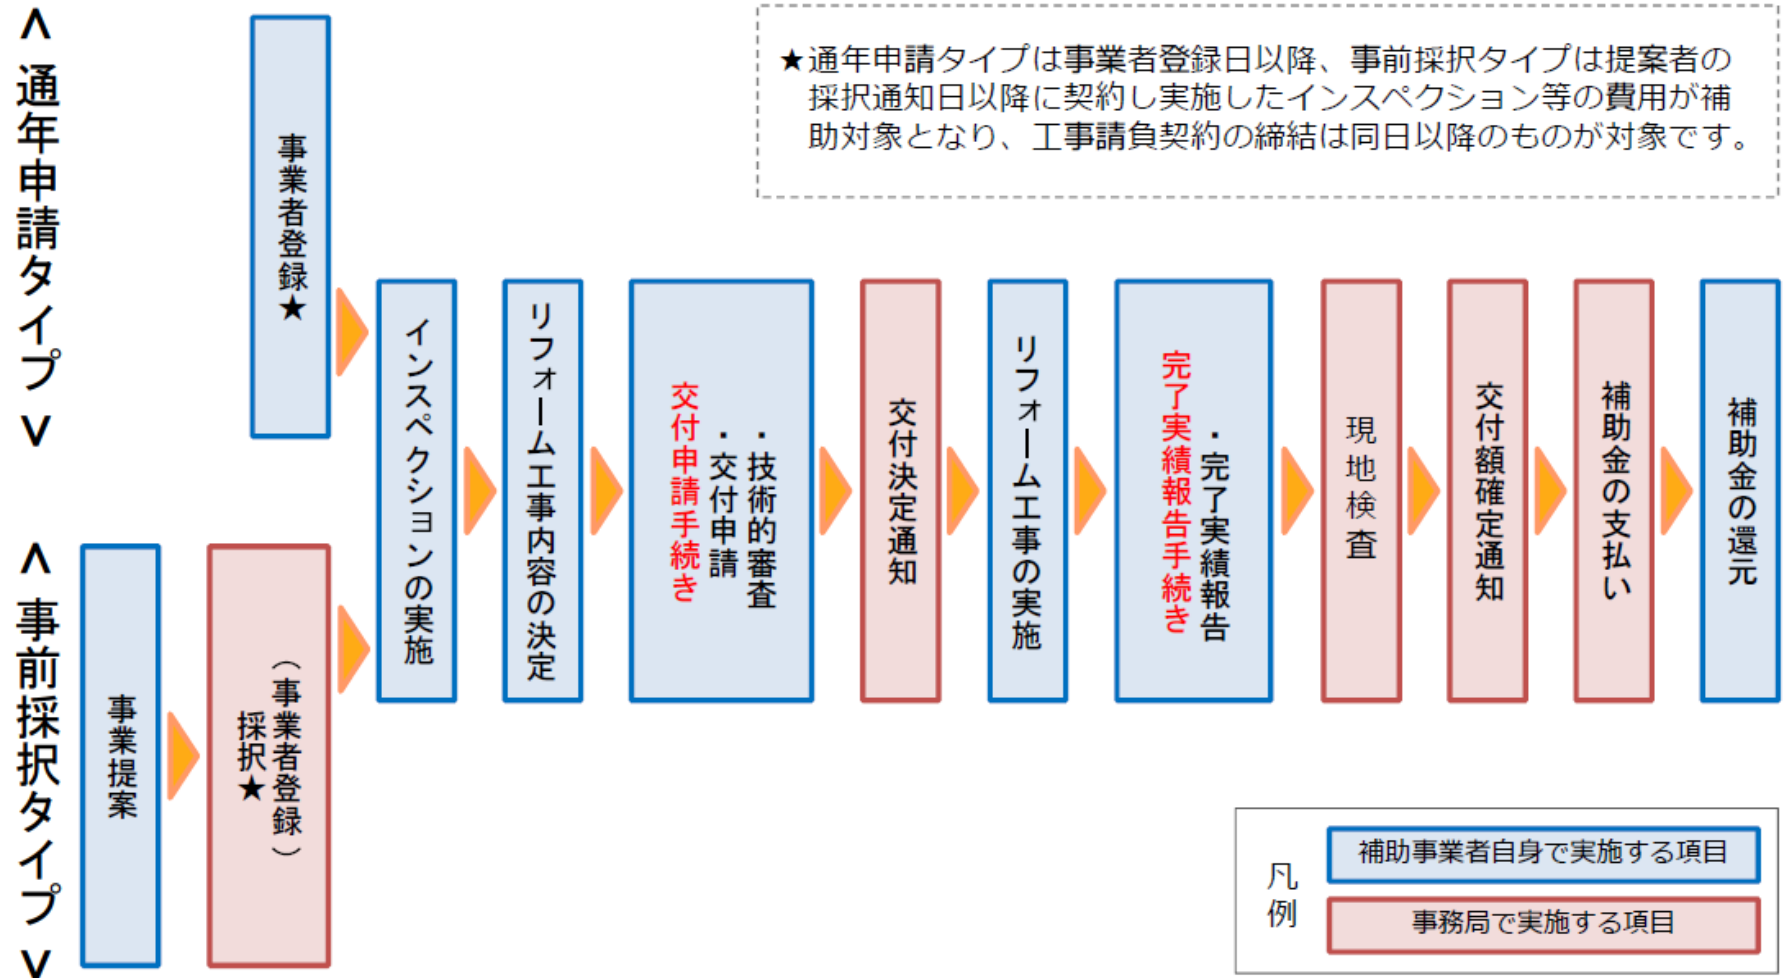 ＜通年申請タイプ＞
事業者登録★
★通年申請タイプは事業者登録日以降、事前採択タイプは提案者の
採択通知日以降に契約し実施したインスペクション等の費用が補
助対象となり、工事請負契約の締結は同日以降のものが対象です。
＜事前採択タイプ＞
事業提案
（事業者登録）
採択★
インスペクションの実施
リフォーム工事内容の決定
・技術的審査
・交付申請
交付申請手続き
交付決定通知
リフォーム工事の実施
・完了実績報告
完了実績報告手続き
現地検査
交付額確定通知
補助金の支払い
補助金の還元
凡例
補助事業者自身で実施する項目
事務局で実施する項目